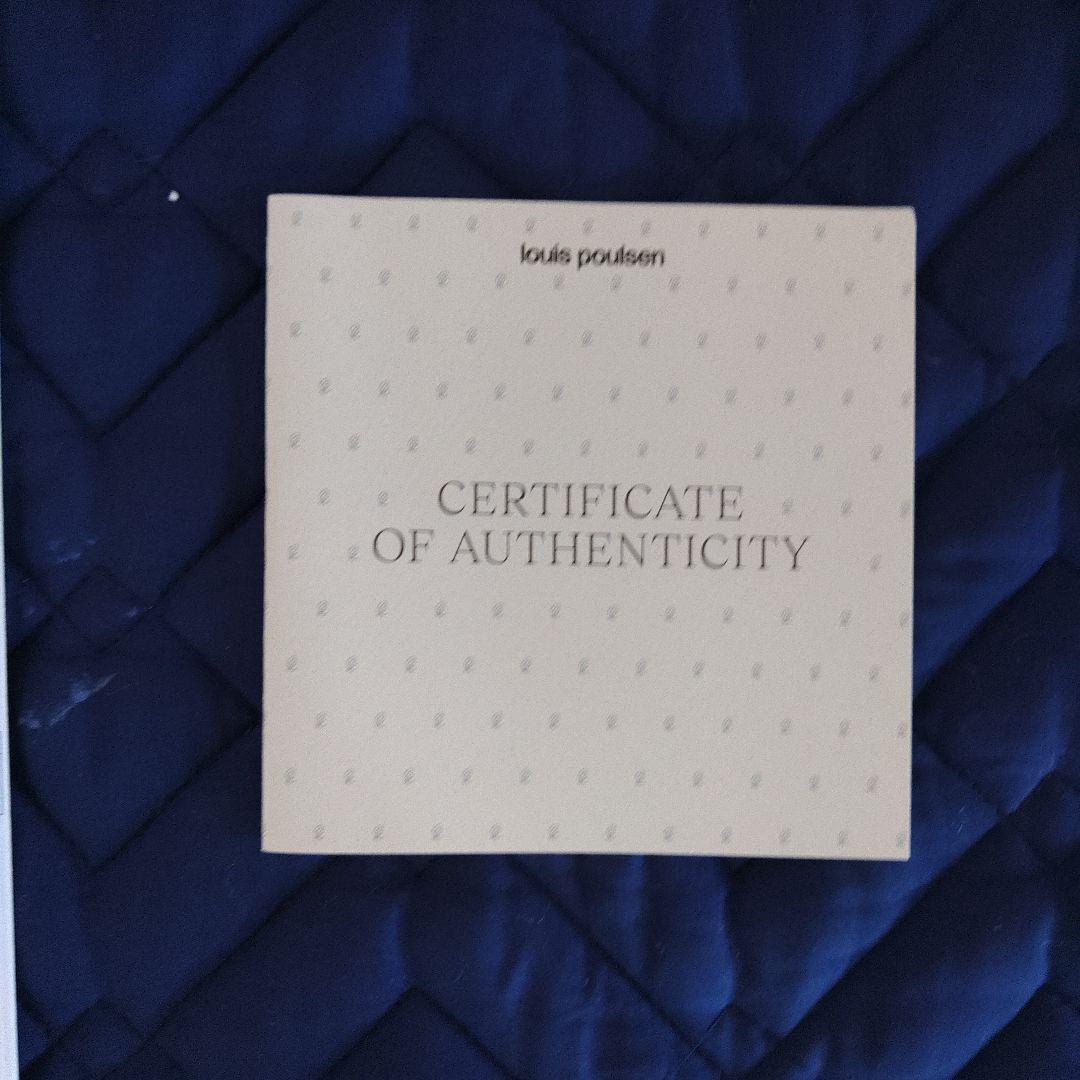 louis poulsen
CERTIFICATE
OF AUTHENTICITY